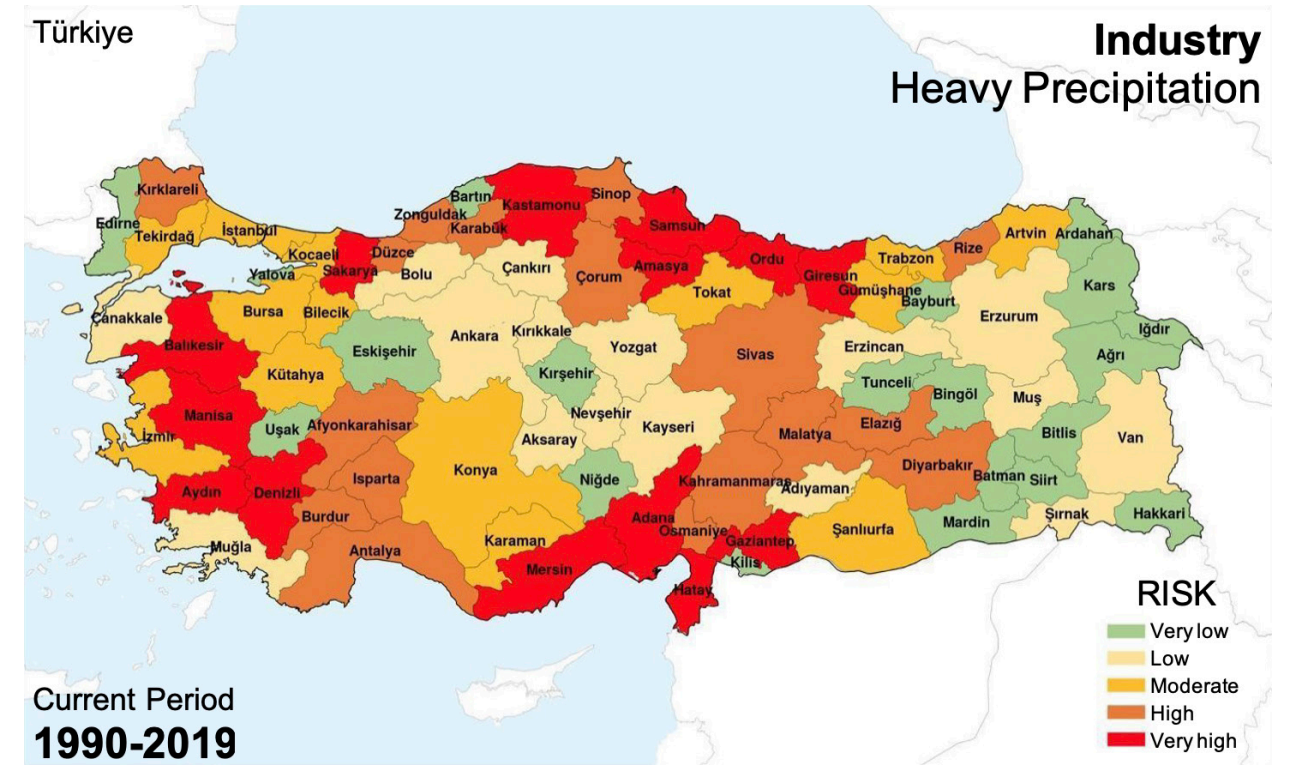 Türkiye
Industry
Heavy Precipitation
Kırklareli
Edirne
Tekirdağ
İstanbul
Kocaeli
Yalova
Sakarya
Düzce
Zonguldak
Bartın
Karabük
Kastamonu
Sinop
Samsun
Bolu
Çankırı
Çorum
Amasya
Ordu
Giresun
Tokat
Trabzon
Gümüşhane
Bayburt
Rize
Artvin
Ardahan
Kars
Iğdır
Ağrı
Erzurum
Erzincan
Çanakkale
Balıkesir
Bursa
Bilecik
Eskişehir
Kütahya
Ankara
Kırıkkale
Kırşehir
Yozgat
Sivas
Tunceli
Bingöl
Muş
Bitlis
Van
Manisa
İzmir
Uşak
Afyonkarahisar
Konya
Aksaray
Nevşehir
Kayseri
Niğde
Malatya
Elazığ
Diyarbakır
Batman
Siirt
Aydın
Denizli
Isparta
Burdur
Muğla
Antalya
Karaman
Mersin
Adana
Kahramanmaraş
Osmaniye
Adıyaman
Gaziantep
Kilis
Hatay
Şanlıurfa
Mardin
Şırnak
Hakkari
RISK
Very low
Low
Moderate
High
Very high
Current Period
1990-2019